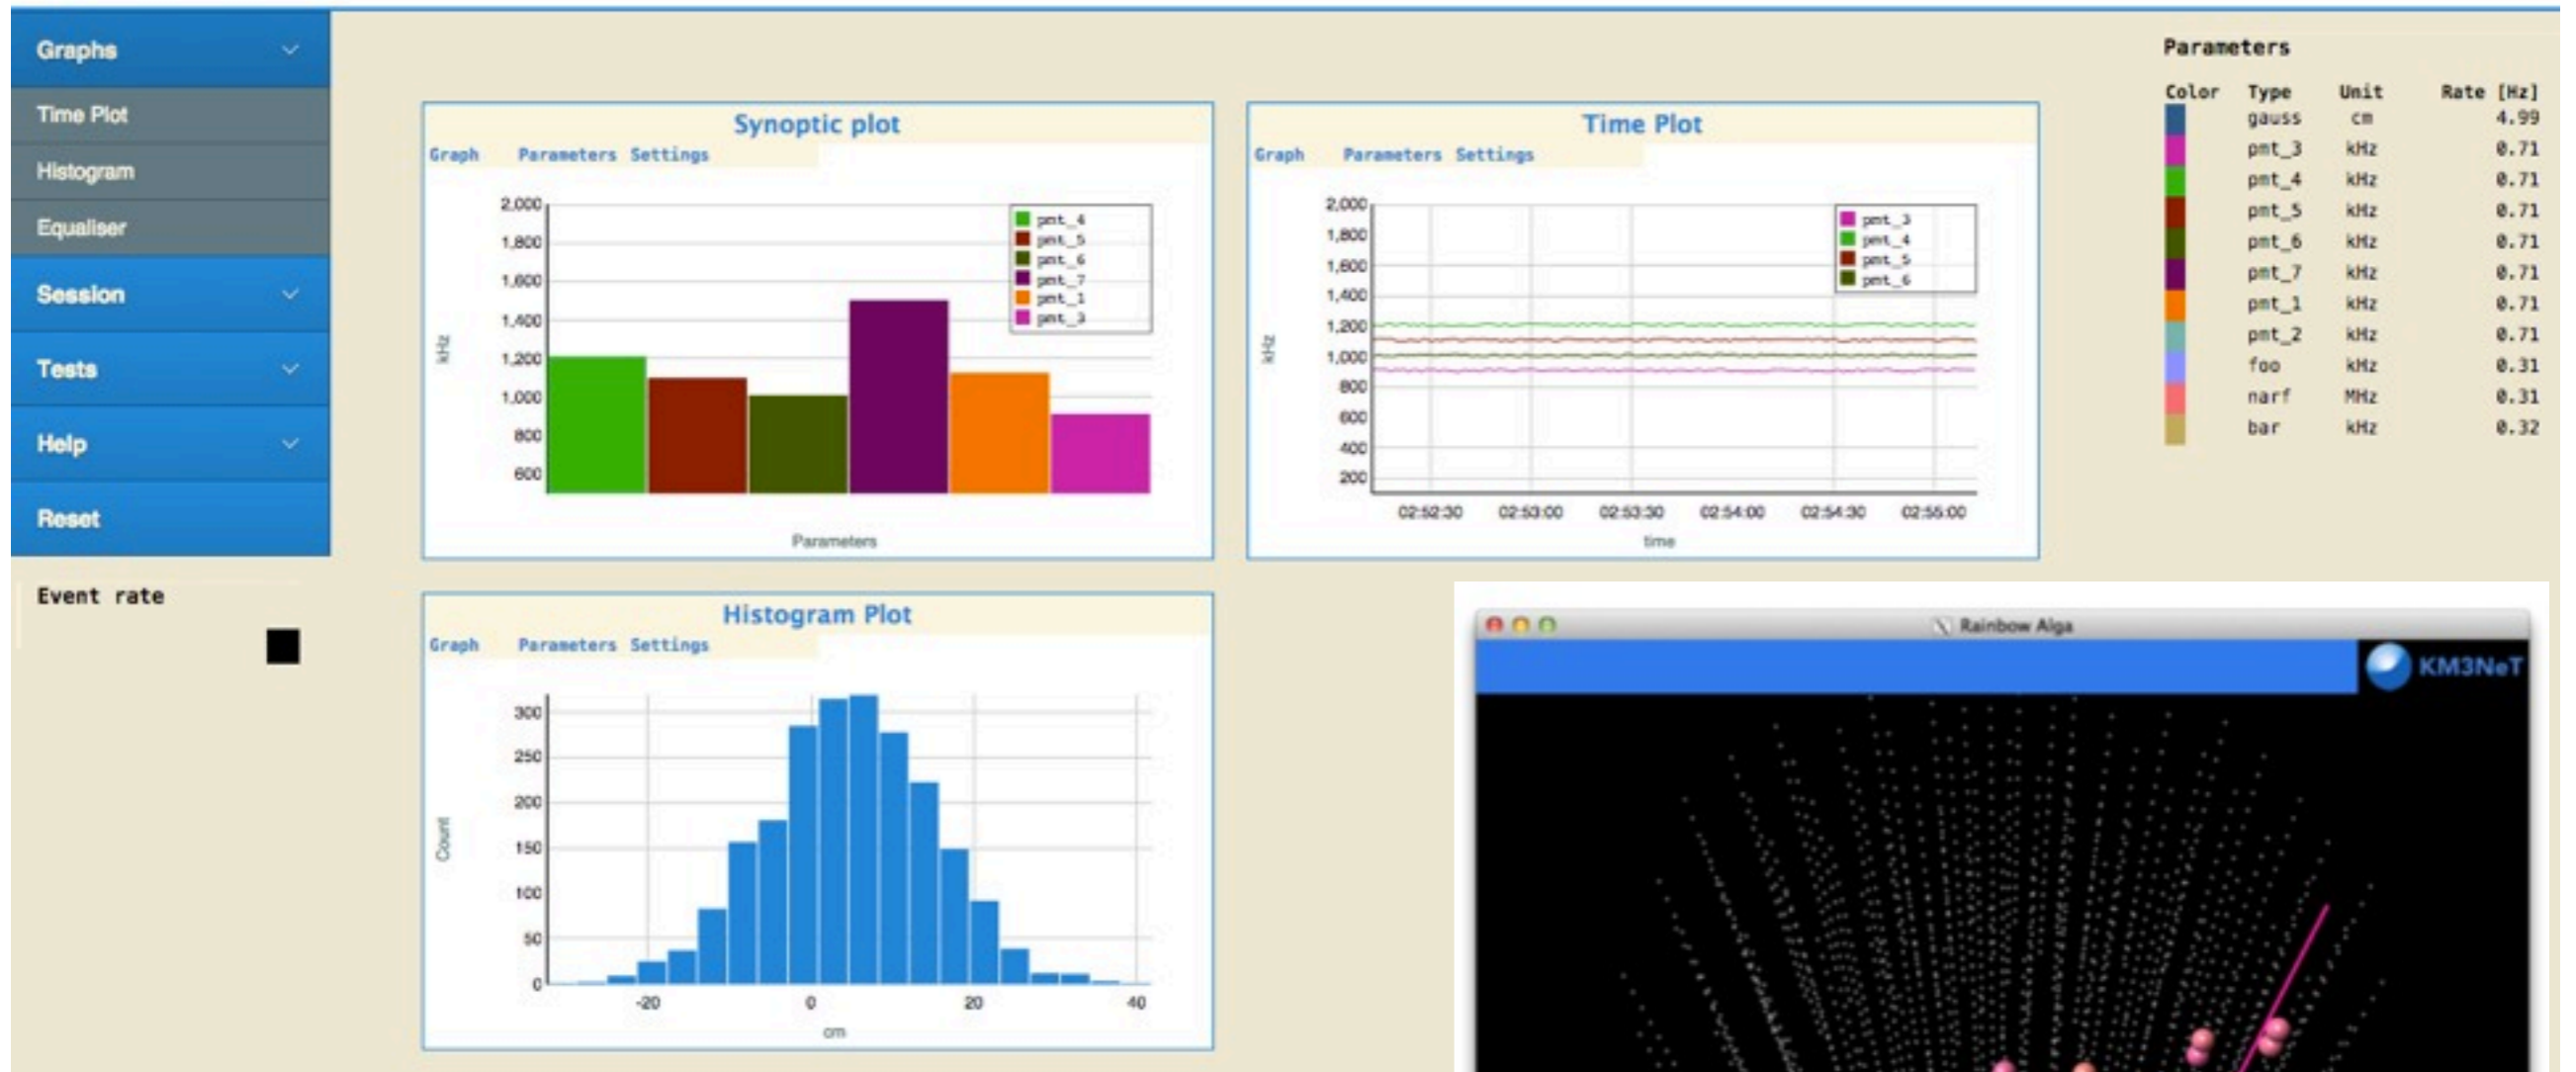 Graphs
Time Plot
Histogram
Equaliser
Session
Tests
Help
Reset
Event rate
Synoptic plot
Graph Parameters Settings
2,000
1,800
1,600
1,400
1,200
1,000
800
600
kHz
pmt_4
pmt_5
pmt_6
pmt_7
pmt_1
pmt_3
Parameters
Time Plot
Graph Parameters Settings
2,000
1,800
1,600
1,400
1,200
1,000
800
600
400
200
kHz
pmt_3
pmt_4
pmt_5
pmt_6
02:52:30 02:53:00 02:53:30 02:54:00 02:54:30 02:55:00
time
Parameters
Color Type Unit Rate [Hz]
gauss cm 4.99
pmt_3 kHz 0.71
pmt_4 kHz 0.71
pmt_5 kHz 0.71
pmt_6 kHz 0.71
pmt_7 kHz 0.71
pmt_1 kHz 0.71
pmt_2 kHz 0.71
foo kHz 0.31
narf MHz 0.31
bar kHz 0.32
Histogram Plot
Graph Parameters Settings
300
250
200
150
100
50
0
Count
-20 0 20 40
cm
Rainbow Alga
KM3NeT